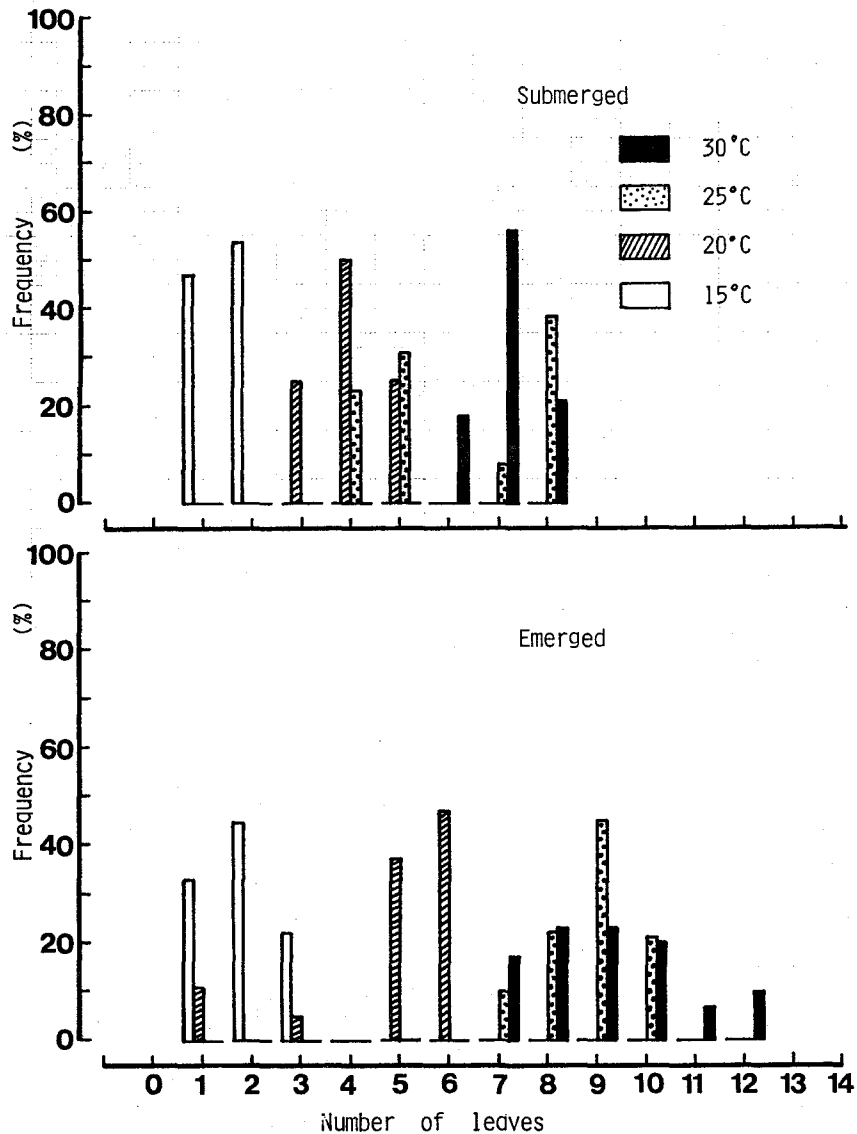 100
Submerged
80
(%)
30°C
25°C
60
Frequency
20°C
15°C
40
20
0
100
(%)
80
Emerged
60
Frequency
40
20
0
0 1 2 3 4 5 6 7 8 9 10 11 12 13 14
Number of leaves